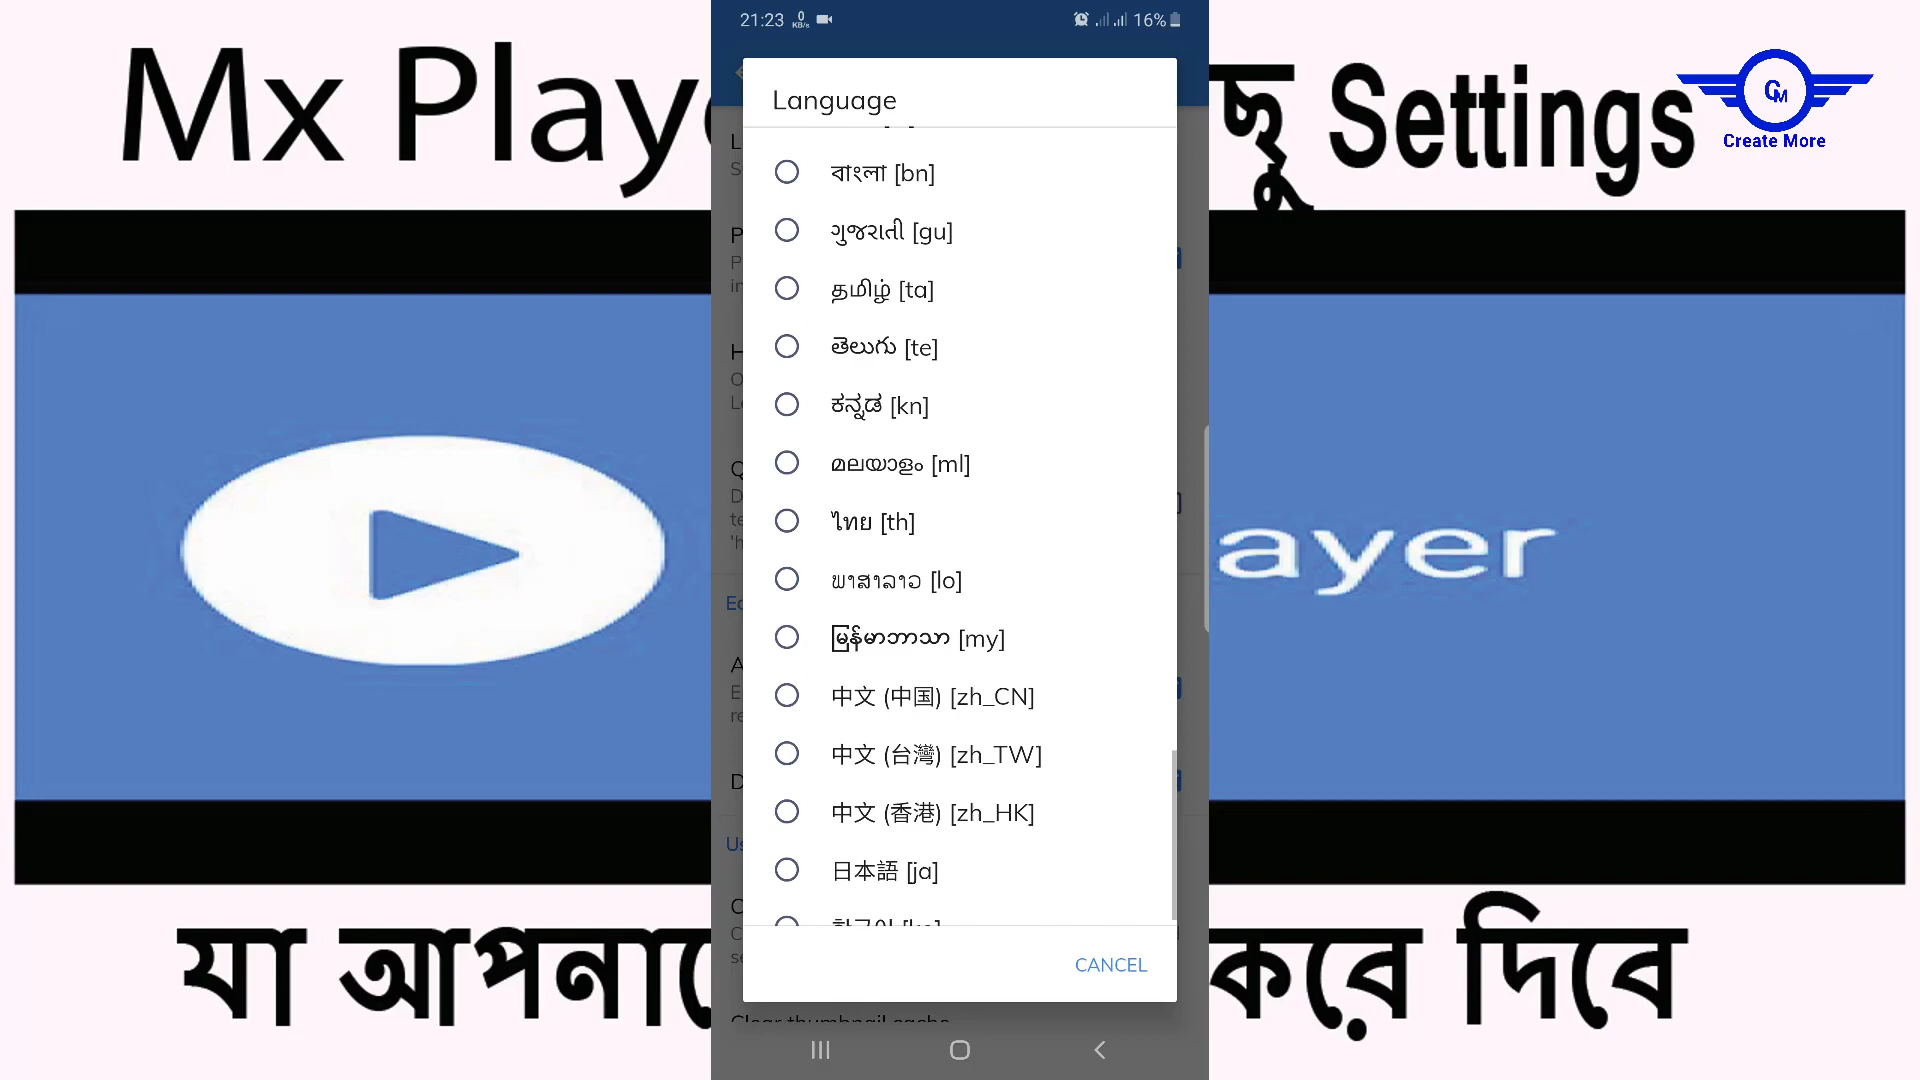 Mx Playe
ছু Settings
Create More
21:23 0 KB/s 16%
Language
বাংলা [bn]
ગુજરાતી [gu]
தமிழ் [ta]
తెలుగు [te]
ಕನ್ನಡ [kn]
മലയാളം [ml]
ไทย [th]
ພາສາລາວ [lo]
မြန်မာဘာသာ [my]
中文 (中国) [zh_CN]
中文 (台灣) [zh_TW]
中文 (香港) [zh_HK]
日本語 [ja]
CANCEL
ayer
যা আপনাে
করে দিবে